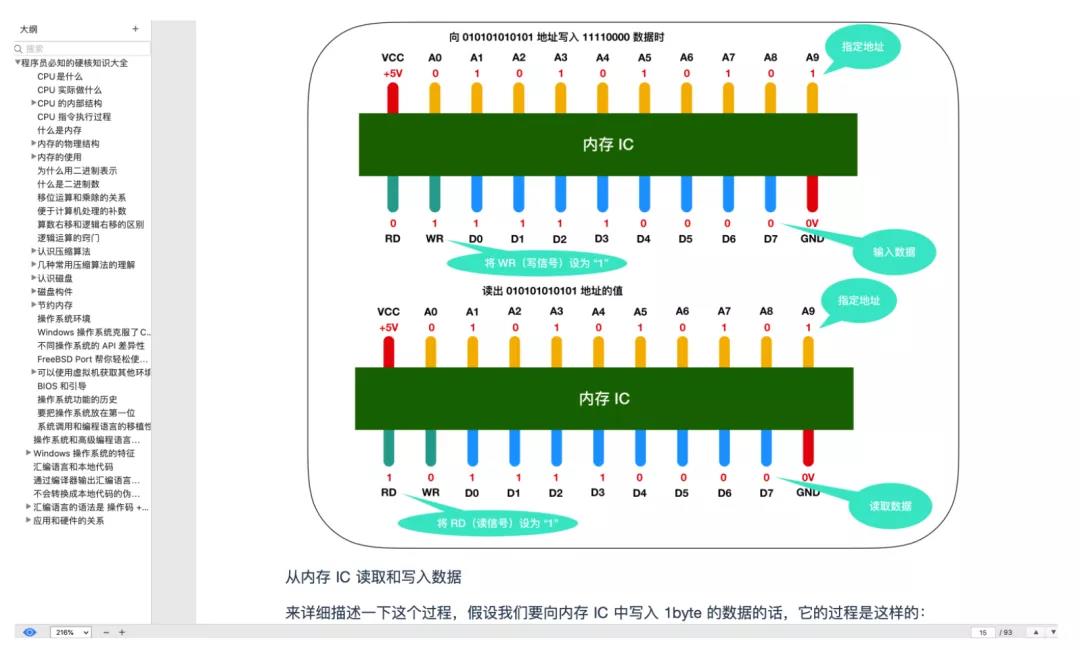 大纲
+
搜索
程序员必知的硬核知识大全
CPU是什么
CPU 实际做什么
CPU 的内部结构
CPU 指令执行过程
什么是内存
内存的物理结构
内存的使用
为什么用二进制表示
什么是二进制数
移位运算和乘除的关系
便于计算机处理的补数
算数右移和逻辑右移的区别
逻辑运算的窍门
认识压缩算法
几种常用压缩算法的理解
认识磁盘
磁盘构件
节约内存
操作系统环境
Windows 操作系统克服了C...
不同操作系统的 API 差异性
FreeBSD Port 帮你轻松使...
可以使用虚拟机获取其他环境
BIOS 和引导
操作系统功能的历史
要把操作系统放在第一位
系统调用和编程语言的移植性
操作系统和高级编程语言...
Windows 操作系统的特征
汇编语言和本地代码
通过编译器输出汇编语言...
不会转换成本地代码的伪...
汇编语言的语法是 操作码 +...
应用和硬件的关系
向 010101010101 地址写入 11110000 数据时
指定地址
VCC A0 A1 A2 A3 A4 A5 A6 A7 A8 A9
+5V 0 1 0 1 0 1 0 1 0 1
内存 IC
0 1 1 1 1 1 0 0 0 0 0V
RD WR D0 D1 D2 D3 D4 D5 D6 D7 GND
将 WR（写信号）设为 “1”
输入数据
读出 010101010101 地址的值
指定地址
VCC A0 A1 A2 A3 A4 A5 A6 A7 A8 A9
+5V 0 1 0 1 0 1 0 1 0 1
内存 IC
1 0 1 1 1 1 0 0 0 0 0V
RD WR D0 D1 D2 D3 D4 D5 D6 D7 GND
将 RD（读信号）设为 “1”
读取数据
从内存 IC 读取和写入数据
来详细描述一下这个过程，假设我们要向内存 IC 中写入 1byte 的数据的话，它的过程是这样的：
216% − +
15 / 93